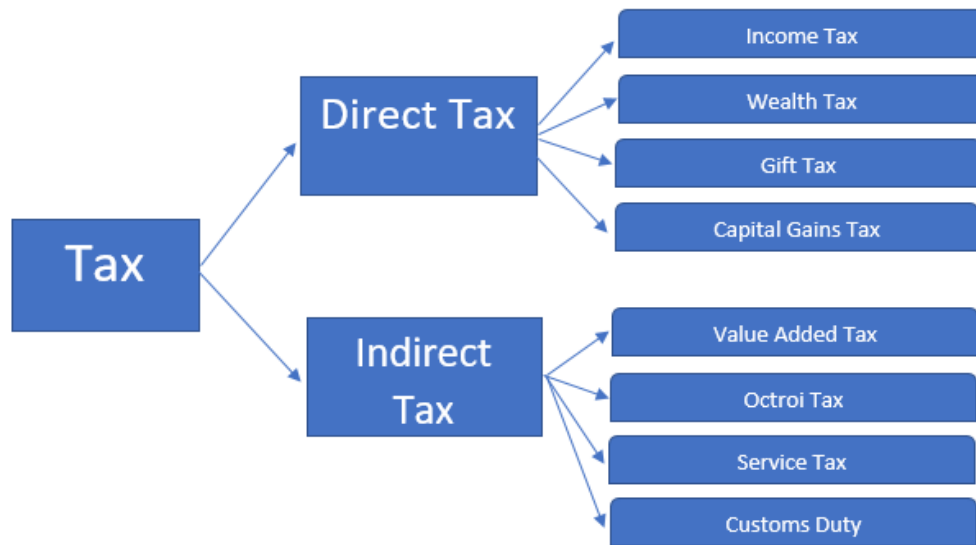 Tax
Direct Tax
Income Tax
Wealth Tax
Gift Tax
Capital Gains Tax
Indirect
Tax
Value Added Tax
Octroi Tax
Service Tax
Customs Duty